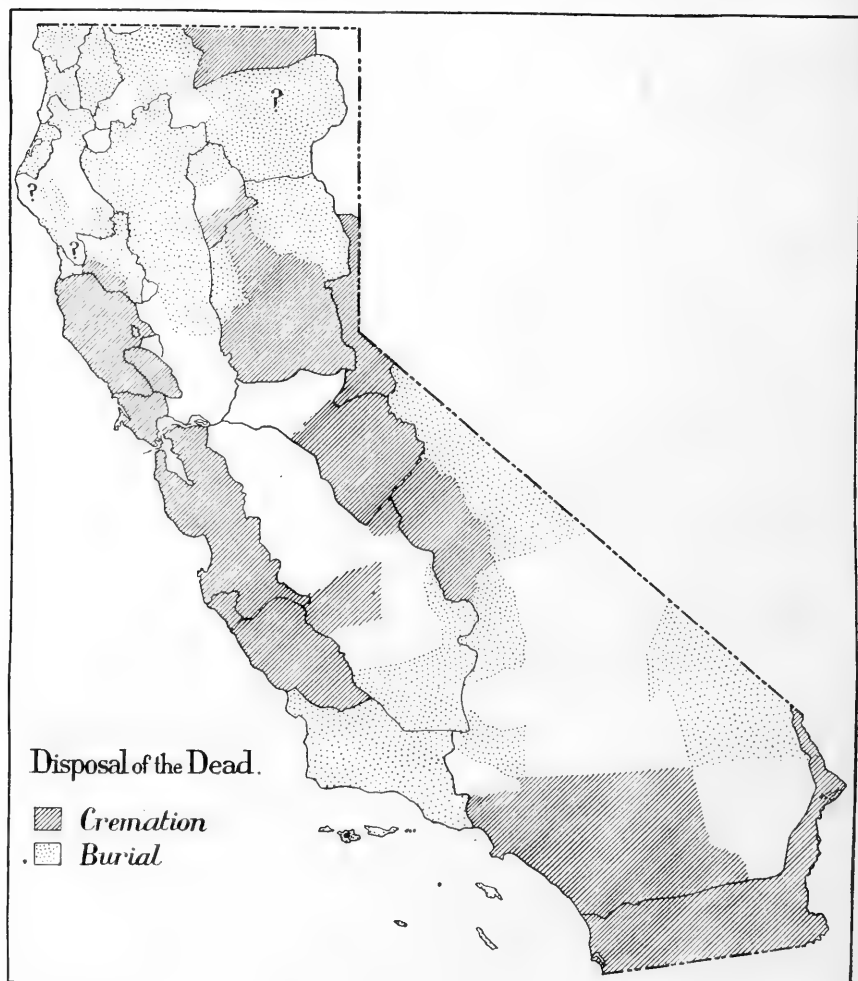 ?
?
?
Disposal of the Dead.
Cremation
Burial